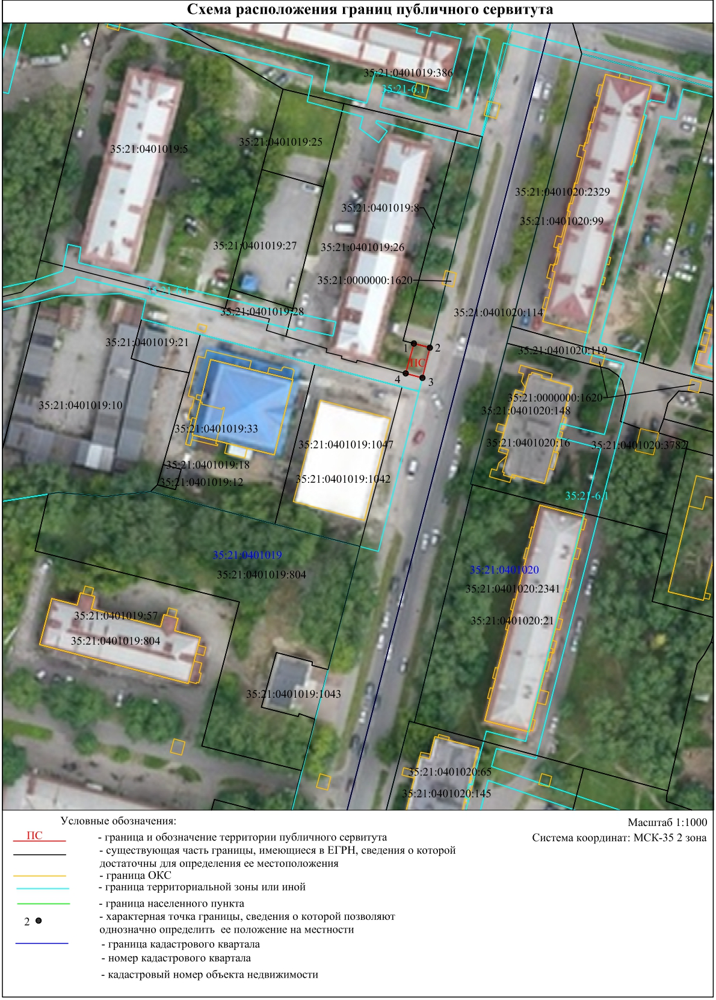 Схема расположения границ публичного сервитута
35:21:0401019:386
35:21-6.1
35:21:0401019:5
35:21:0401019:25
35:21:0401020:2329
35:21:0401019:8
35:21:0401020:99
35:21:0401019:27
35:21:0401019:26
35:21:0000000:1620
35:21-6.1
35:21:0401019:28
35:21:0401020:114
35:21:0401019:21
1
2
35:21:0401020:119
ПС
4
3
35:21:0000000:1620
35:21:0401019:10
35:21:0401020:148
35:21:0401019:33
35:21:0401019:1047
35:21:0401020:16
35:21:0401020:3782
35:21:0401019:18
35:21:0401019:1042
35:21:0401019:12
35:21-6.1
35:21:0401019
35:21:0401019:804
35:21:0401020
35:21:0401020:2341
35:21:0401019:57
35:21:0401020:21
35:21:0401019:804
35:21:0401019:1043
35:21:0401020:65
35:21:0401020:145
Условные обозначения:
Масштаб 1:1000
Система координат: МСК-35 2 зона
ПС
- граница и обозначение территории публичного сервитута
- существующая часть границы, имеющиеся в ЕГРН, сведения о которой
достаточны для определения ее местоположения
- граница ОКС
- граница территориальной зоны или иной
- граница населенного пункта
2
- характерная точка границы, сведения о которой позволяют
однозначно определить ее положение на местности
- граница кадастрового квартала
- номер кадастрового квартала
- кадастровый номер объекта недвижимости